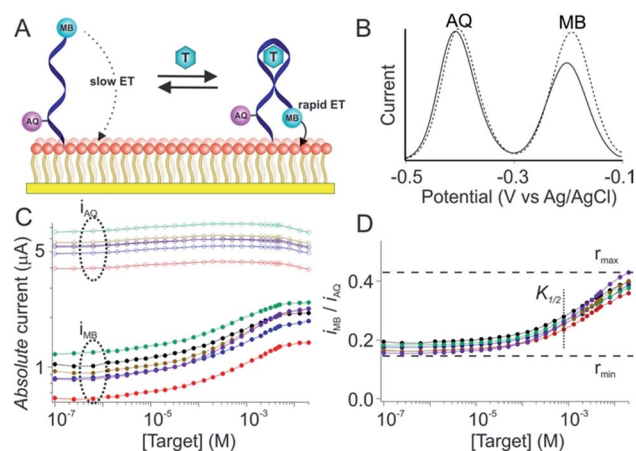 A
MB
slow ET
T
T
AQ
AQ
rapid ET
MB
B
AQ
MB
Current
-0.5
-0.3
-0.1
Potential (V vs Ag/AgCl)
C
Absolute current (µA)
5
1
iAQ
iMB
10-7
10-5
10-3
[Target] (M)
D
iMB / iAQ
0.4
0.2
0.0
rmax
K1/2
rmin
10-7
10-5
10-3
[Target] (M)